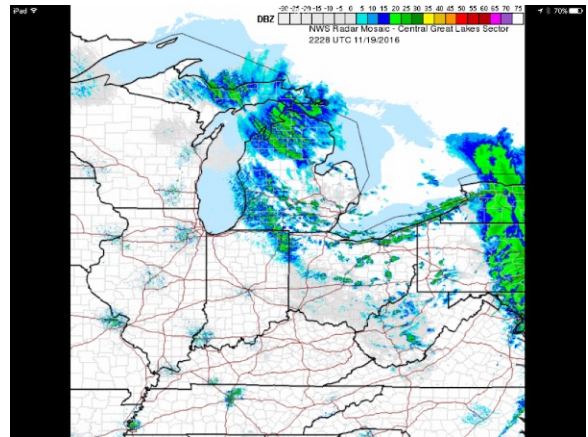 iPad
70%
DBZ -30 -25 -20 -15 -10 -5 0 5 10 15 20 25 30 35 40 45 50 55 60 65 70 75
NWS Radar Mosaic - Central Great Lakes Sector
2228 UTC 11/19/2016